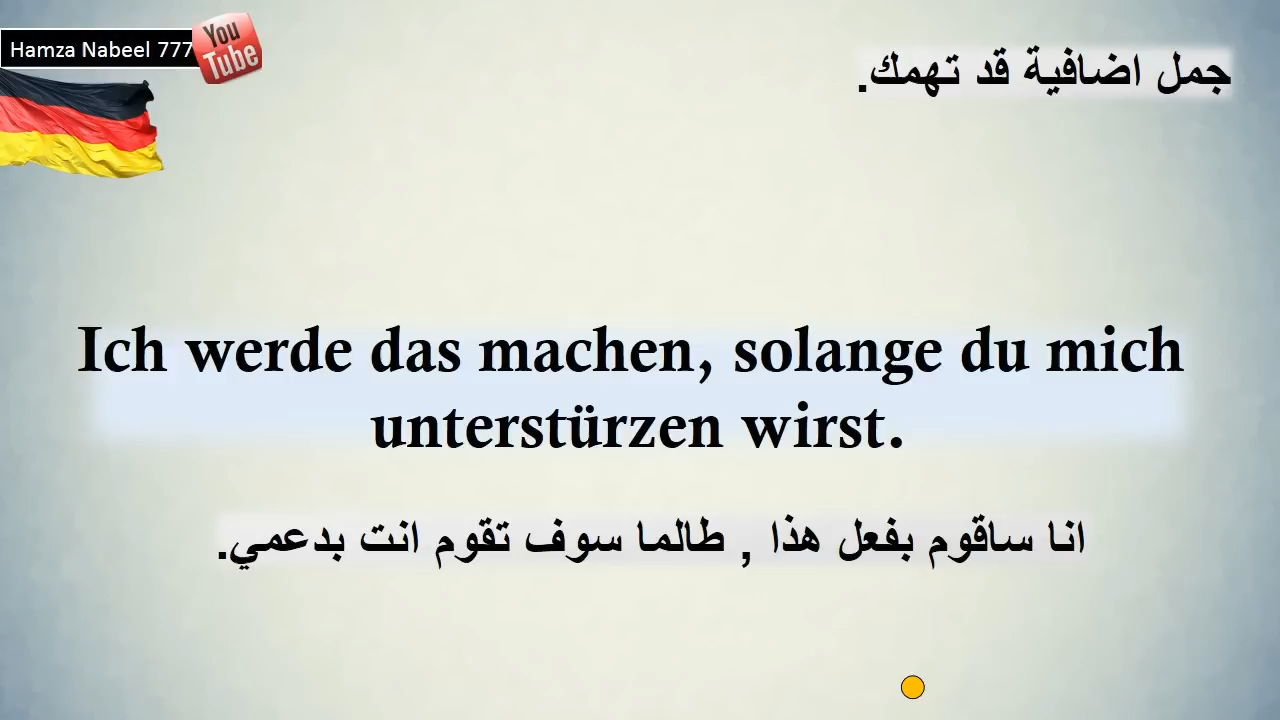 Hamza Nabeel 777
You
Tube
جمل اضافية قد تهمك.
Ich werde das machen, solange du mich
unterstürzen wirst.
انا ساقوم بفعل هذا , طالما سوف تقوم انت بدعمي.